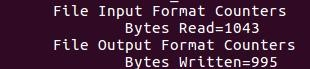 File Input Format Counters
Bytes Read=1043
File Output Format Counters
Bytes Written=995